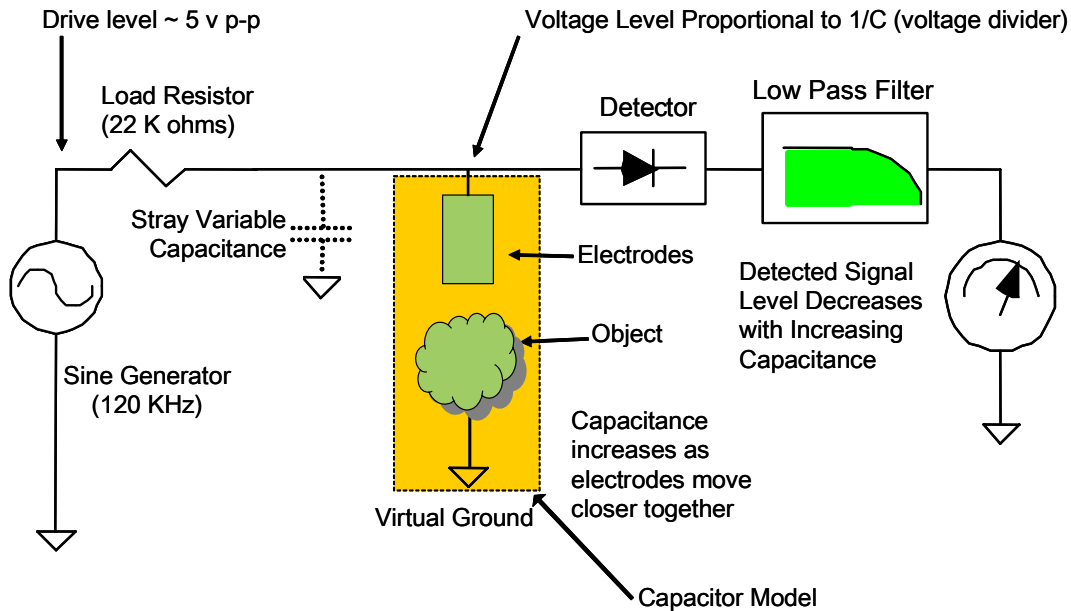 Drive level ~ 5 v p-p
Voltage Level Proportional to 1/C (voltage divider)
Load Resistor
(22 K ohms)
Detector
Low Pass Filter
Stray Variable
Capacitance
Electrodes
Detected Signal
Level Decreases
with Increasing
Capacitance
Object
Sine Generator
(120 KHz)
Capacitance
increases as
electrodes move
closer together
Virtual Ground
Capacitor Model